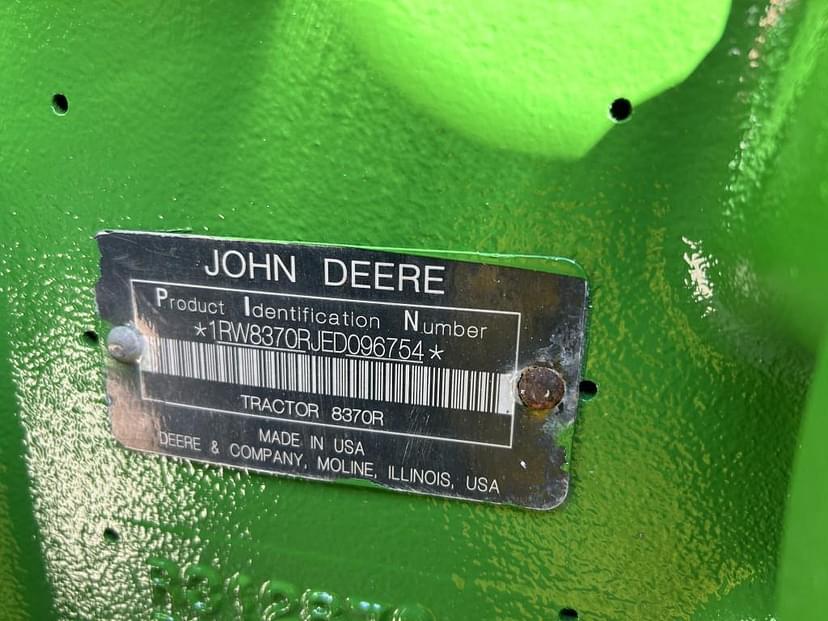 JOHN DEERE
Product Identification Number
*1RW8370RJED096754*
TRACTOR 8370R
MADE IN USA
DEERE & COMPANY, MOLINE, ILLINOIS, USA